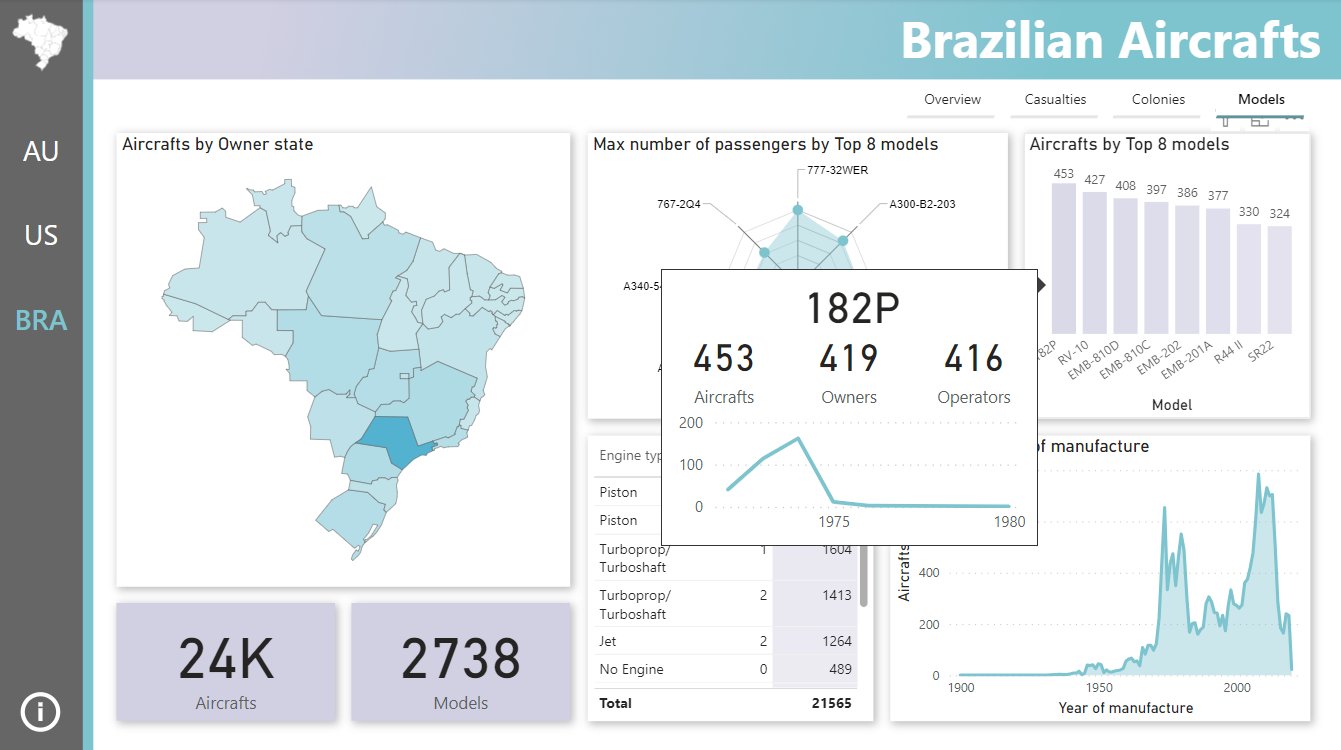 Brazilian Aircrafts
AU
US
BRA
Overview
Casualties
Colonies
Models
Aircrafts by Owner state
Max number of passengers by Top 8 models
777-32WER
767-2Q4
A300-B2-203
Aircrafts by Top 8 models
453
427
408
397
386
377
330
324
RV-10
EMB-810D
EMB-810C
EMB-202
EMB-201A
R44 II
SR22
Model
182P
453
419
416
Aircrafts
Owners
Operators
200
100
0
1975
1980
24K
Aircrafts
2738
Models
Piston
Piston
Turboprop/
Turboshaft
1
1604
Turboprop/
Turboshaft
2
1413
Jet
2
1264
No Engine
0
489
Total
21565
of manufacture
Aircrafts
400
200
0
1900
1950
2000
Year of manufacture